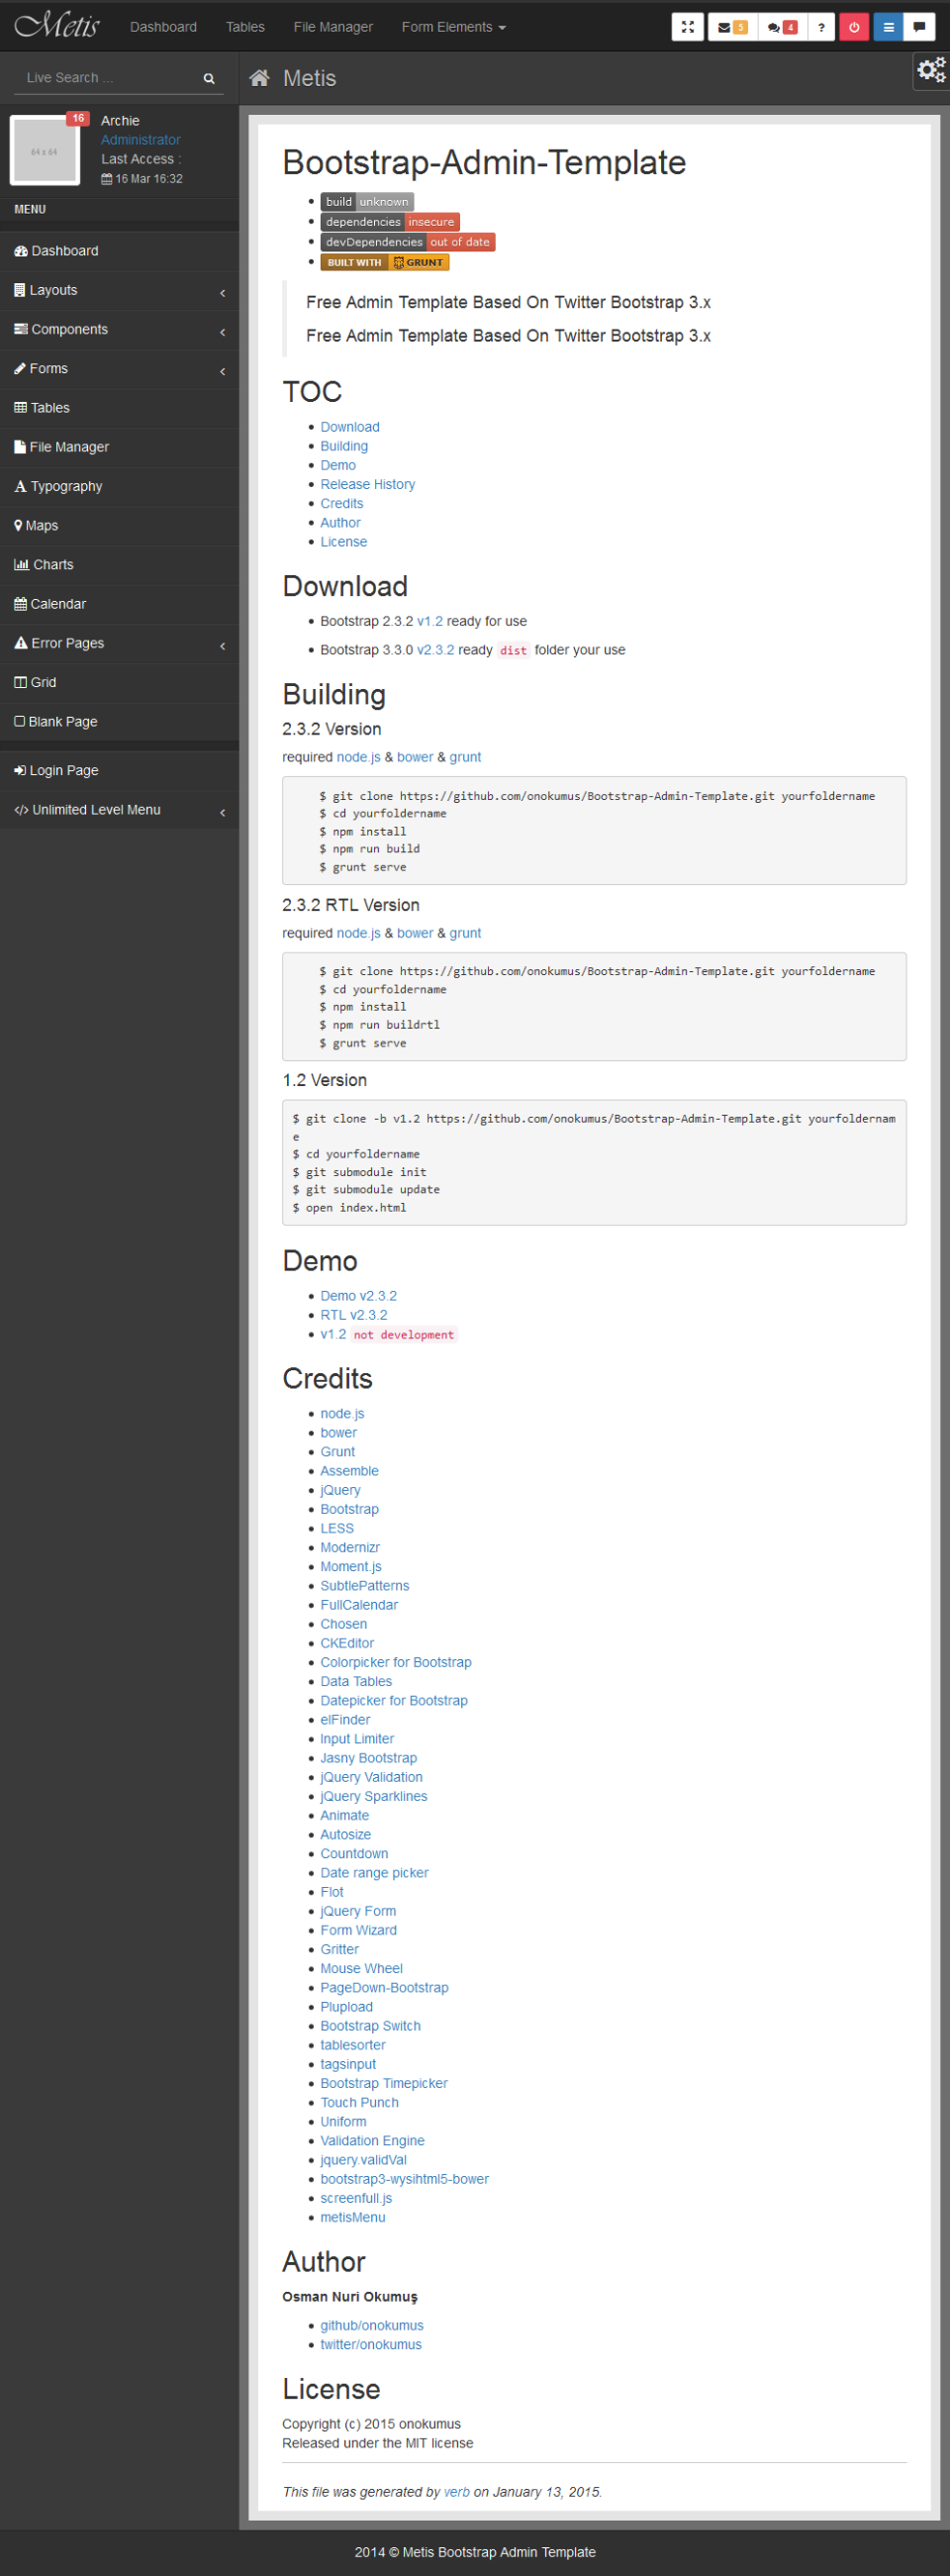 Metis
Dashboard
Tables
File Manager
Form Elements
5
4
?
Live Search ...
Metis
64 x 64
16
Archie
Administrator
Last Access :
16 Mar 16:32
MENU
Dashboard
Layouts
Components
Forms
Tables
File Manager
Typography
Maps
Charts
Calendar
Error Pages
Grid
Blank Page
Login Page
Unlimited Level Menu
Bootstrap-Admin-Template
build unknown
dependencies insecure
devDependencies out of date
BUILT WITH GRUNT
Free Admin Template Based On Twitter Bootstrap 3.x
Free Admin Template Based On Twitter Bootstrap 3.x
TOC
Download
Building
Demo
Release History
Credits
Author
License
Download
Bootstrap 2.3.2 v1.2 ready for use
Bootstrap 3.3.0 v2.3.2 ready dist folder your use
Building
2.3.2 Version
required node.js & bower & grunt
$ git clone https://github.com/onokumus/Bootstrap-Admin-Template.git yourfoldername
$ cd yourfoldername
$ npm install
$ npm run build
$ grunt serve
2.3.2 RTL Version
required node.js & bower & grunt
$ git clone https://github.com/onokumus/Bootstrap-Admin-Template.git yourfoldername
$ cd yourfoldername
$ npm install
$ npm run buildrtl
$ grunt serve
1.2 Version
$ git clone -b v1.2 https://github.com/onokumus/Bootstrap-Admin-Template.git yourfoldernam
e
$ cd yourfoldername
$ git submodule init
$ git submodule update
$ open index.html
Demo
Demo v2.3.2
RTL v2.3.2
v1.2 not development
Credits
node.js
bower
Grunt
Assemble
jQuery
Bootstrap
LESS
Modernizr
Moment.js
SubtlePatterns
FullCalendar
Chosen
CKEditor
Colorpicker for Bootstrap
Data Tables
Datepicker for Bootstrap
elFinder
Input Limiter
Jasny Bootstrap
jQuery Validation
jQuery Sparklines
Animate
Autosize
Countdown
Date range picker
Flot
jQuery Form
Form Wizard
Gritter
Mouse Wheel
PageDown-Bootstrap
Plupload
Bootstrap Switch
tablesorter
tagsinput
Bootstrap Timepicker
Touch Punch
Uniform
Validation Engine
jquery.validVal
bootstrap3-wysihtml5-bower
screenfull.js
metisMenu
Author
Osman Nuri Okumuş
github/onokumus
twitter/onokumus
License
Copyright (c) 2015 onokumus
Released under the MIT license
This file was generated by verb on January 13, 2015.
2014 © Metis Bootstrap Admin Template